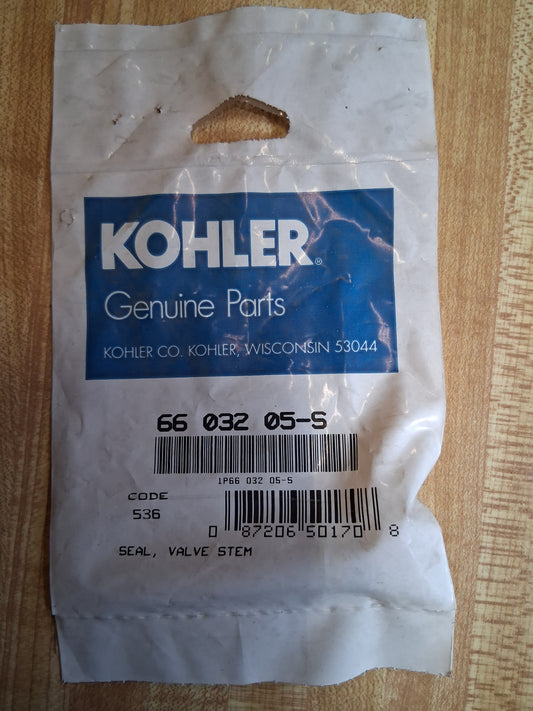 KOHLER®
Genuine Parts
KOHLER CO. KOHLER, WISCONSIN 53044
66 032 05-S
1P66 032 05-S
CODE
536
0 87206 50170 8
SEAL, VALVE STEM